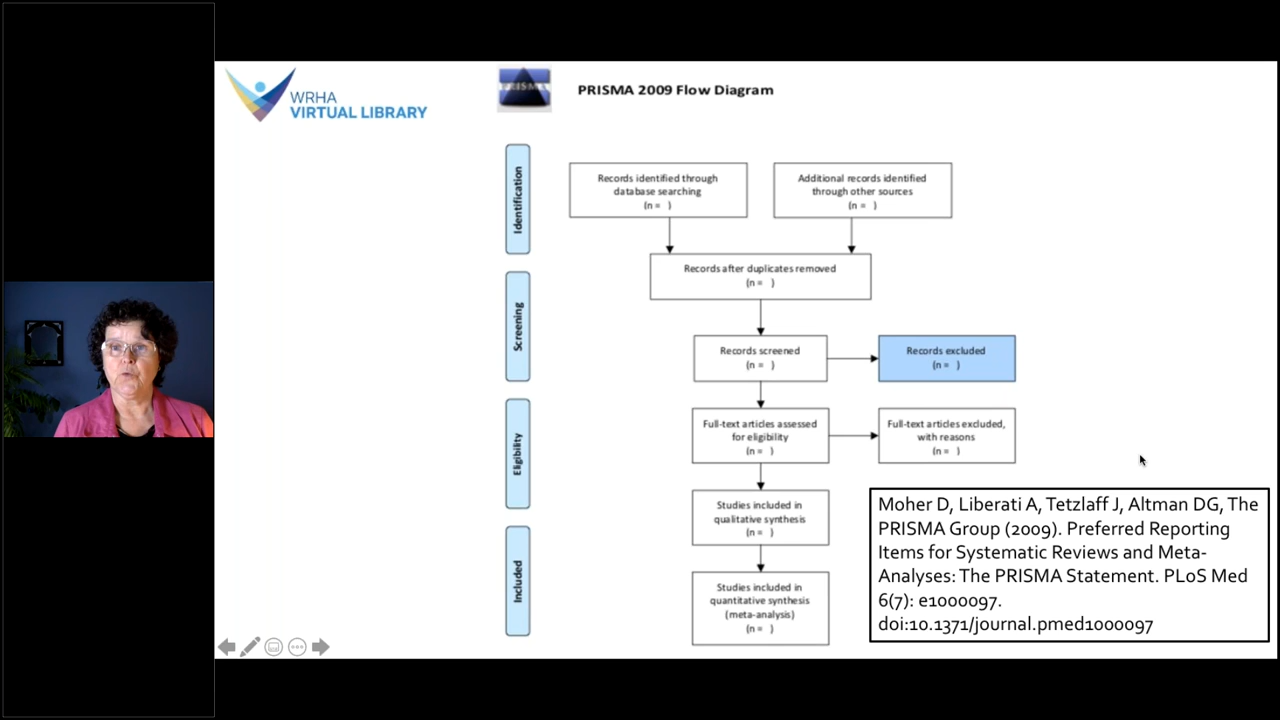 WRHA
VIRTUAL LIBRARY
PRISMA
PRISMA 2009 Flow Diagram
Identification
Records identified through
database searching
(n = )
Additional records identified
through other sources
(n = )
Records after duplicates removed
(n = )
Screening
Records screened
(n = )
Records excluded
(n = )
Eligibility
Full-text articles assessed
for eligibility
(n = )
Full-text articles excluded,
with reasons
(n = )
Studies included in
qualitative synthesis
(n = )
Included
Studies included in
quantitative synthesis
(meta-analysis)
(n = )
Moher D, Liberati A, Tetzlaff J, Altman DG, The
PRISMA Group (2009). Preferred Reporting
Items for Systematic Reviews and Meta-
Analyses: The PRISMA Statement. PLoS Med
6(7): e1000097.
doi:10.1371/journal.pmed1000097